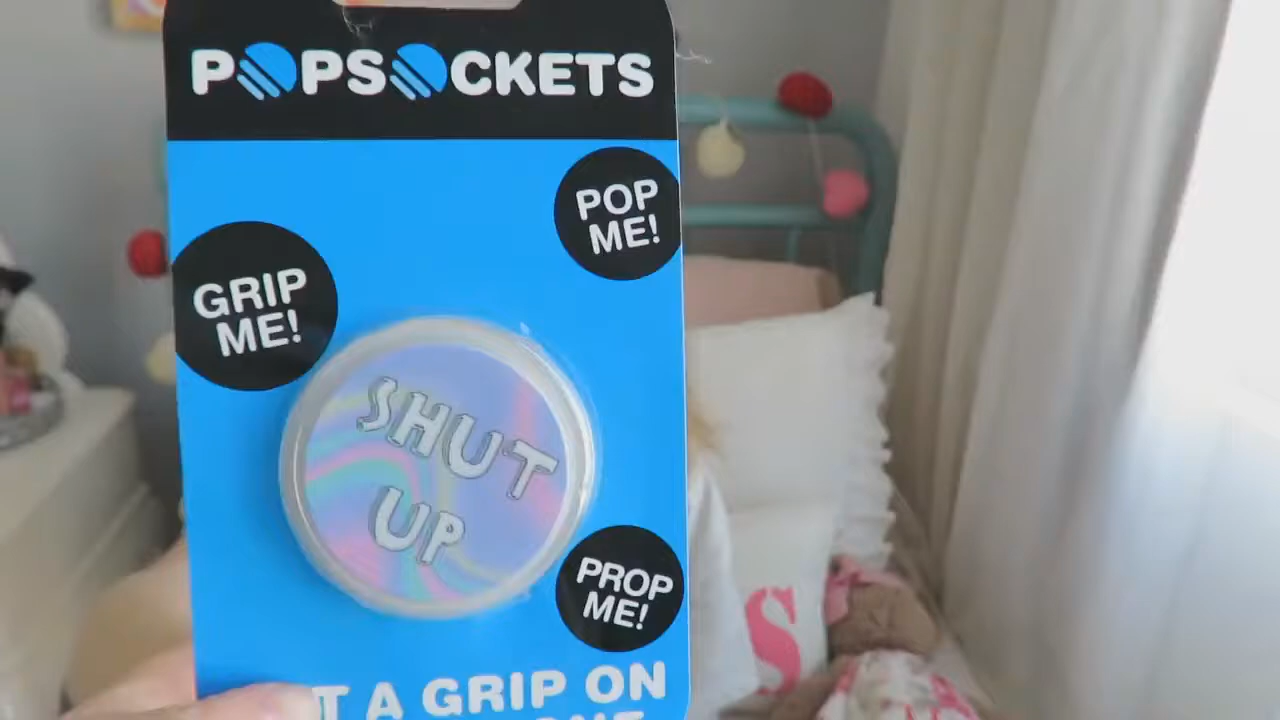 POPSOCKETS
POP
ME!
GRIP
ME!
SHUT
UP
PROP
ME!
A GRIP ON
S